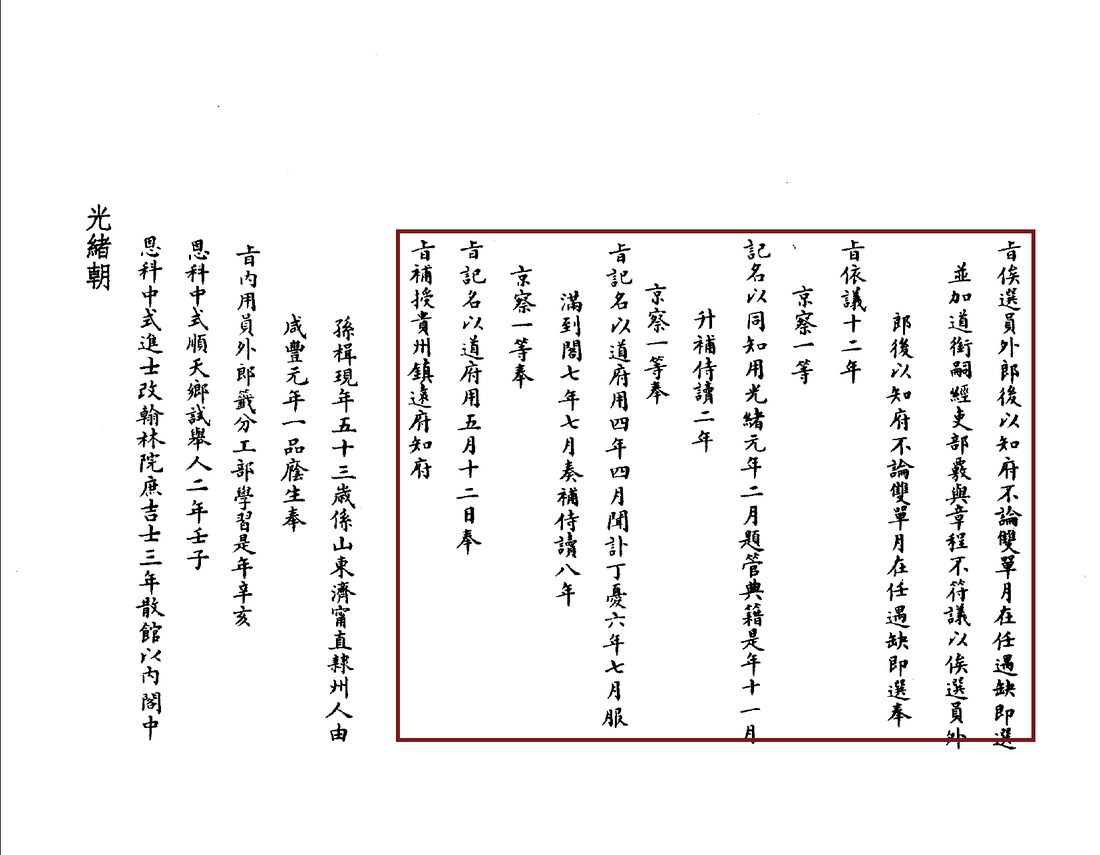 旨俟選員外郎後以知府不論雙單月在任遇缺即選
並加道銜嗣經吏部覈與章程不符議以俟選員外
郎後以知府不論雙單月在任遇缺即選奉
旨依議十二年
京察一等
記名以同知用光緒元年二月題管典籍是年十一月
升補侍讀二年
京察一等奉
旨記名以道府用四年四月聞訃丁憂六年七月服
滿到閣七年七月奏補侍讀八年
京察一等奉
旨記名以道府用五月十二日奉
旨補授貴州鎮遠府知府
孫楫現年五十三歲係山東濟甯直隸州人由
咸豐元年一品廕生奉
旨內用員外郎籤分工部學習是年辛亥
恩科中式順天鄉試舉人二年壬子
恩科中式進士改翰林院庶吉士三年散館以內閣中
光緒朝